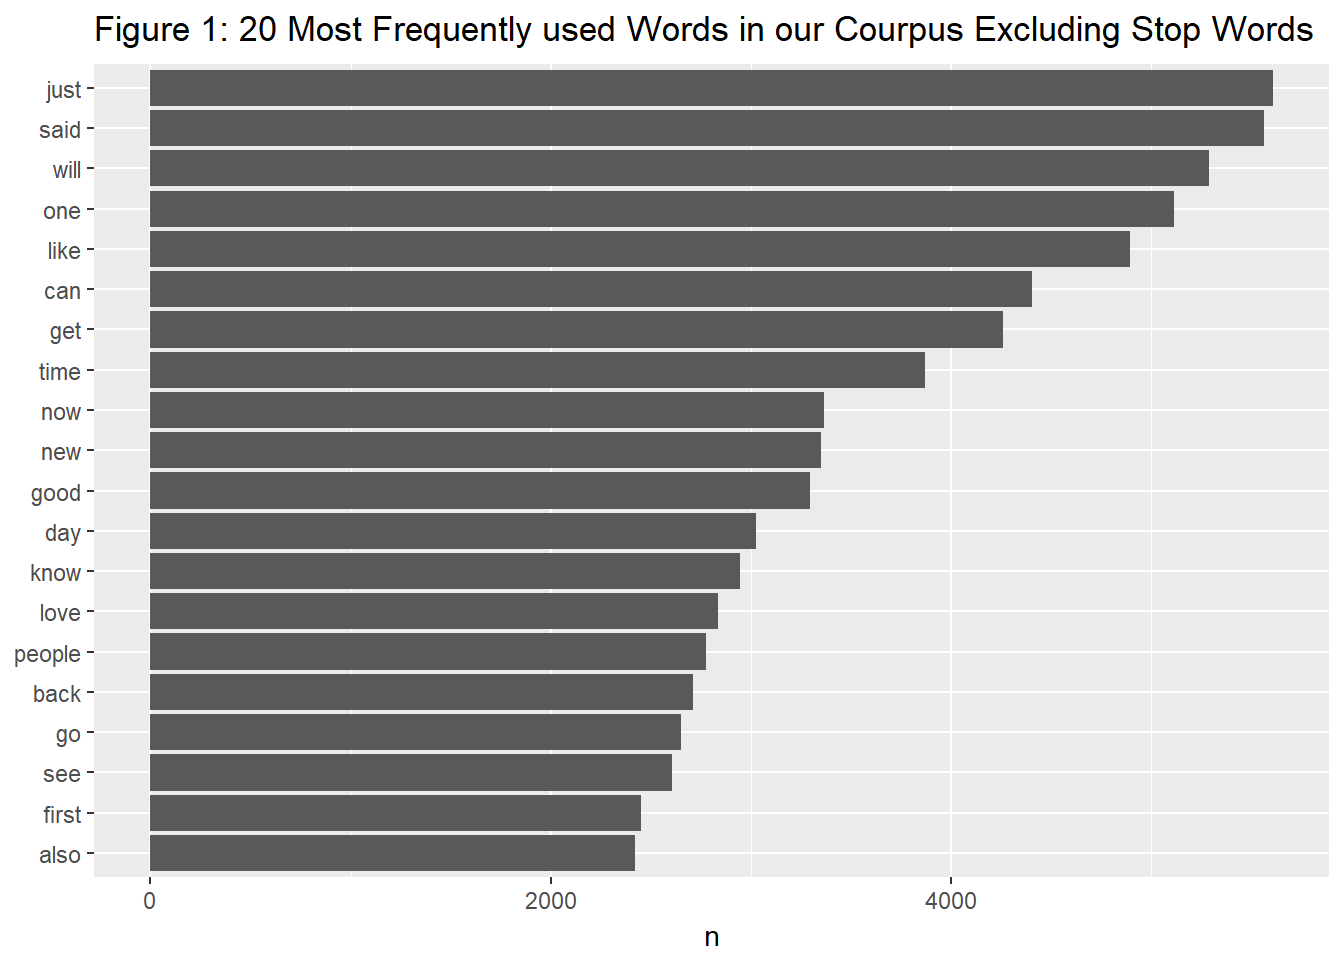 Figure 1: 20 Most Frequently used Words in our Courpus Excluding Stop Words
just
said
will
one
like
can
get
time
now
new
good
day
know
love
people
back
go
see
first
also
0 2000 4000
n